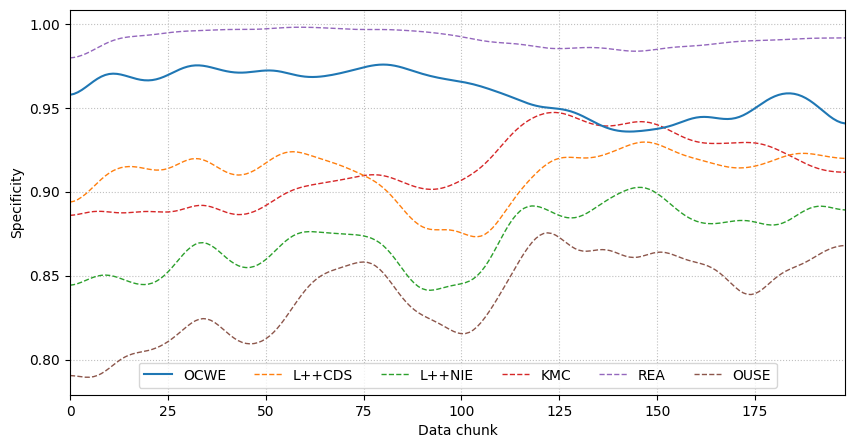 1.00
0.95
0.90
0.85
0.80
Specificity
OCWE L++CDS L++NIE KMC REA OUSE
0 25 50 75 100 125 150 175
Data chunk